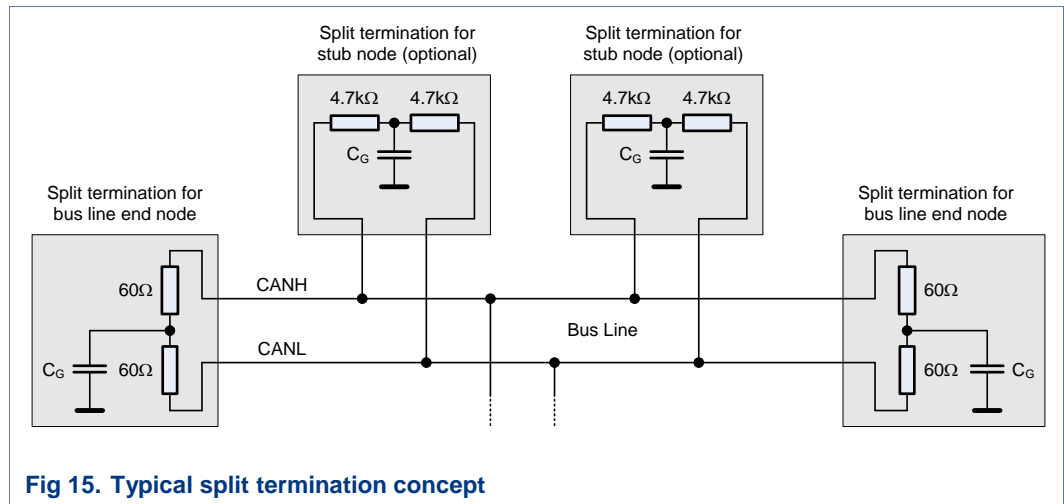 Split termination for
stub node (optional)
Split termination for
stub node (optional)
4.7kΩ 4.7kΩ
4.7kΩ 4.7kΩ
CG
CG
Split termination for
bus line end node
Split termination for
bus line end node
60Ω
CANH
60Ω
Bus Line
CG
60Ω
CANL
60Ω
CG
Fig 15. Typical split termination concept